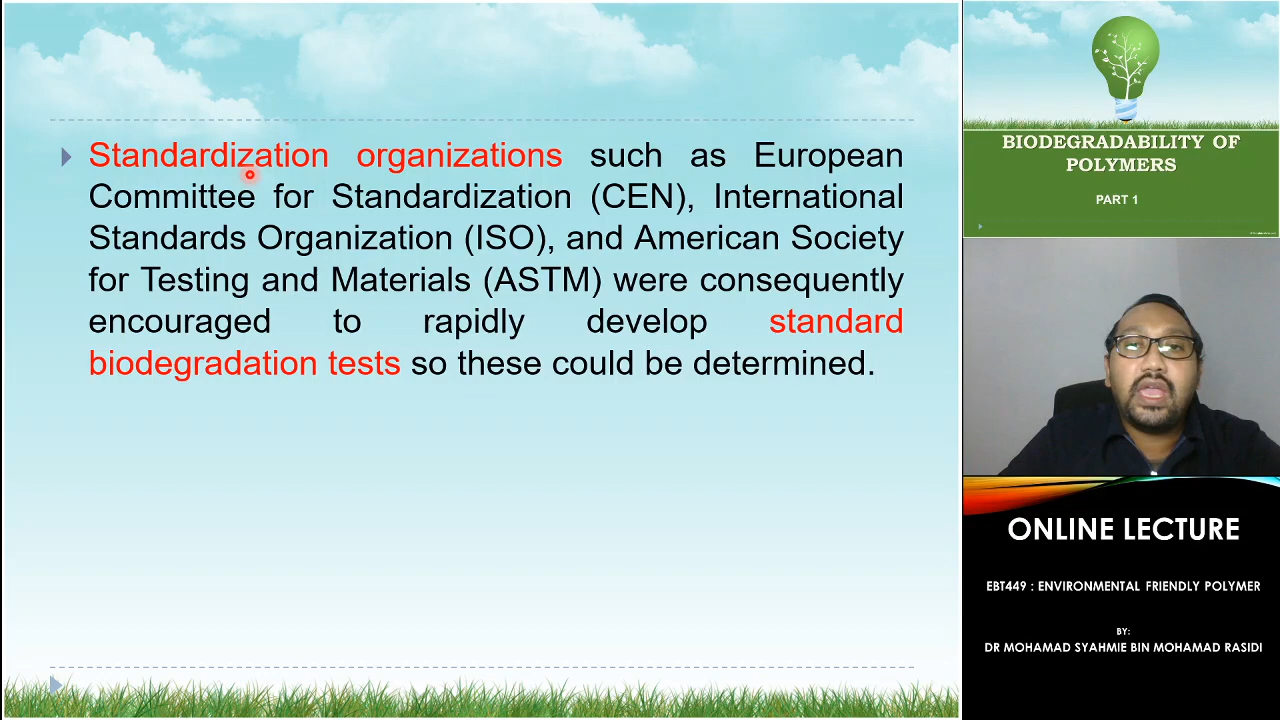 Standardization organizations such as European
Committee for Standardization (CEN), International
Standards Organization (ISO), and American Society
for Testing and Materials (ASTM) were consequently
encouraged to rapidly develop standard
biodegradation tests so these could be determined.
BIODEGRADABILITY OF
POLYMERS
PART 1
ONLINE LECTURE
EBT449 : ENVIRONMENTAL FRIENDLY POLYMER
BY:
DR MOHAMAD SYAHMIE BIN MOHAMAD RASIDI